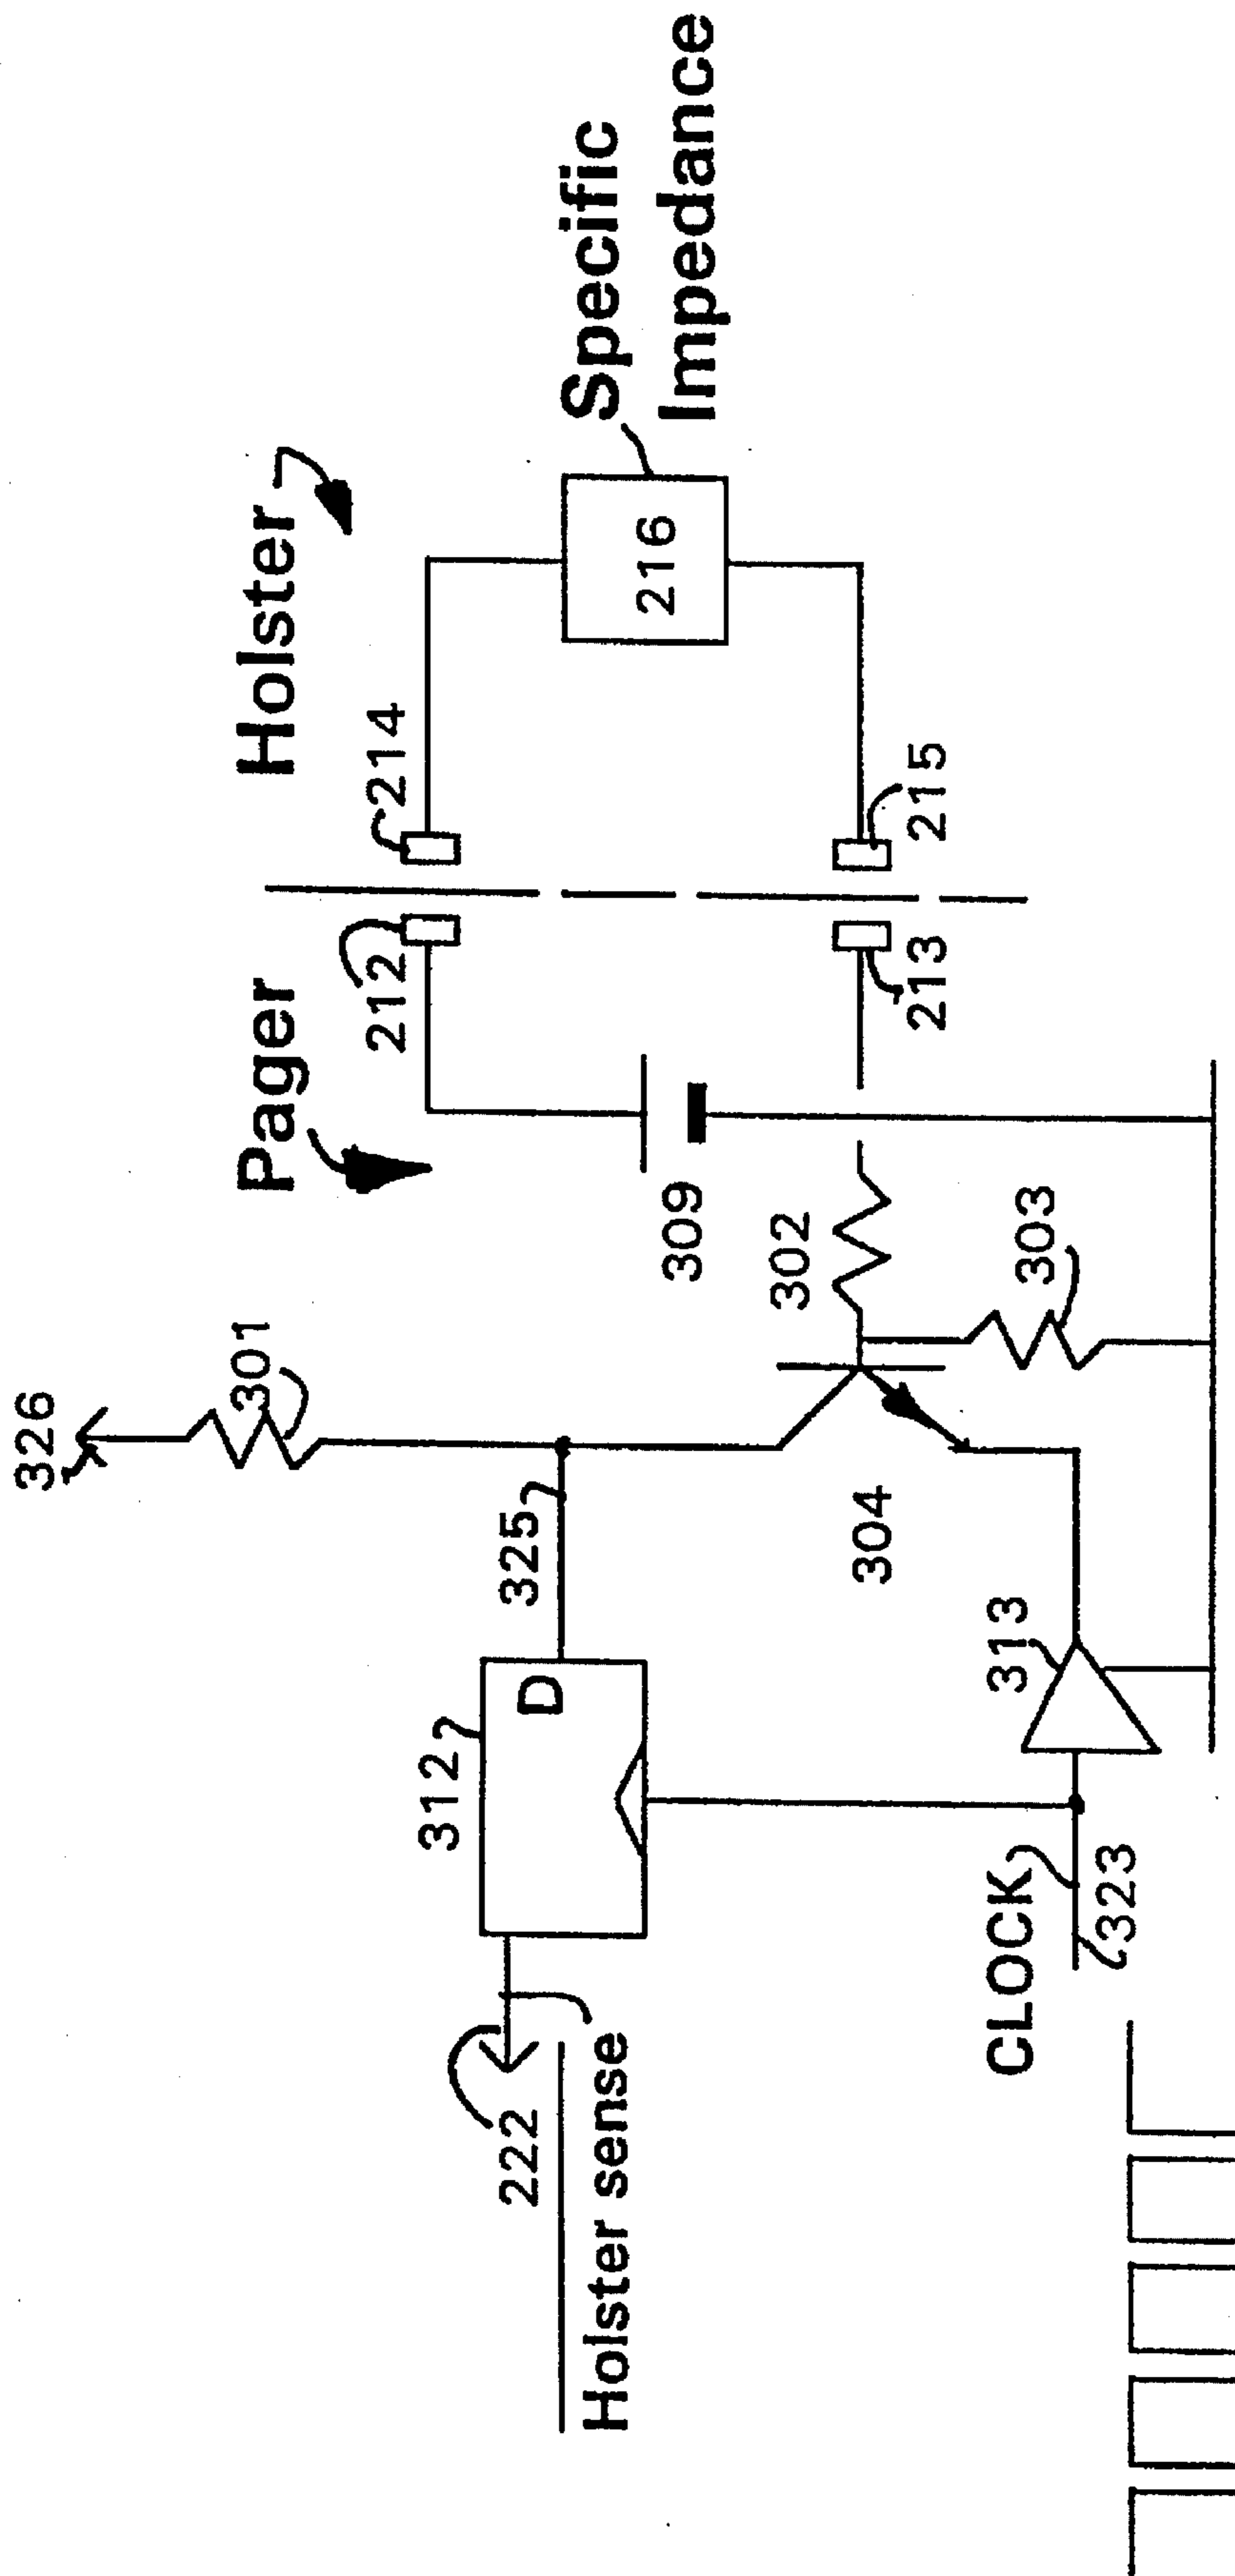 Pager
Holster
326
301
212
214
325
309
Specific
Impedance
216
312
D
222
Holster sense
302
304
303
213
215
313
CLOCK
323